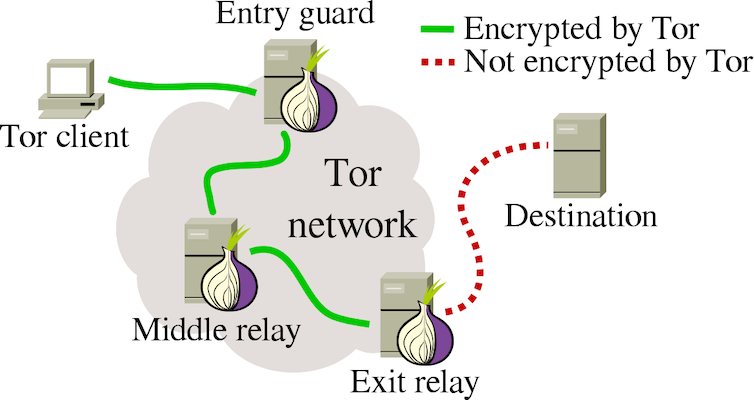 Entry guard
Encrypted by Tor
Not encrypted by Tor
Tor client
Tor
network
Destination
Middle relay
Exit relay